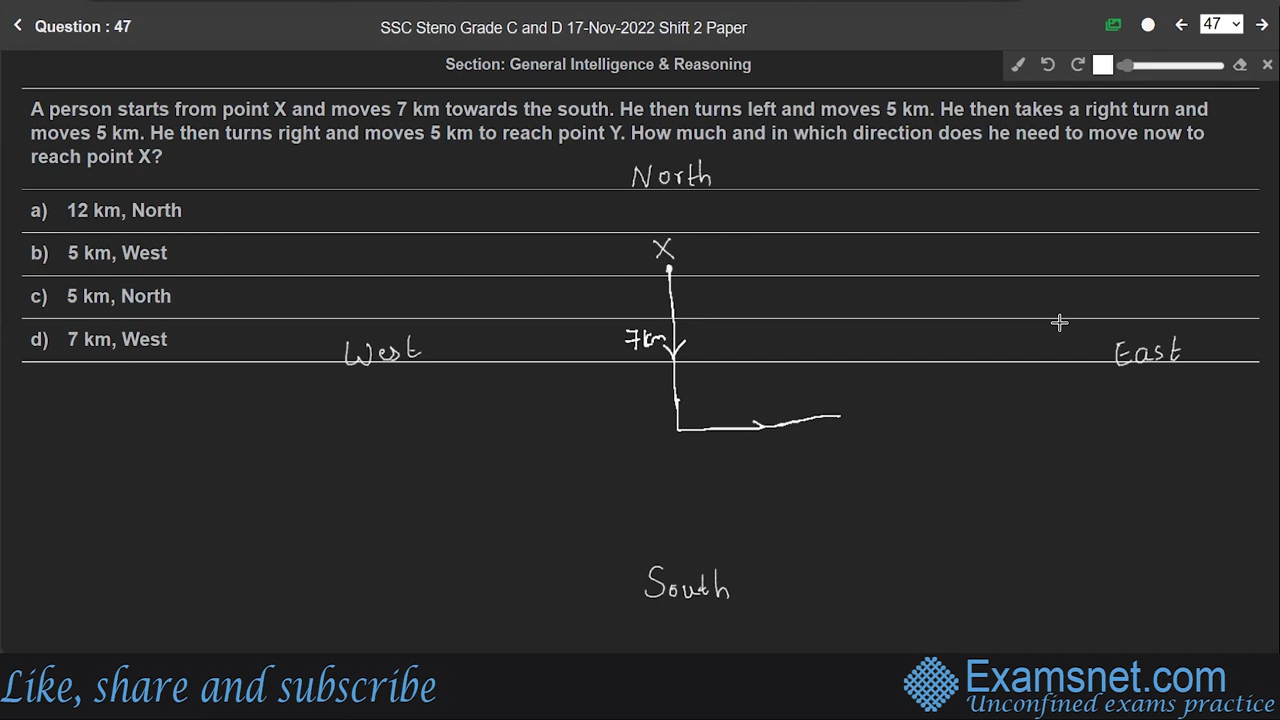 Question : 47
SSC Steno Grade C and D 17-Nov-2022 Shift 2 Paper
47
Section: General Intelligence & Reasoning
A person starts from point X and moves 7 km towards the south. He then turns left and moves 5 km. He then takes a right turn and
moves 5 km. He then turns right and moves 5 km to reach point Y. How much and in which direction does he need to move now to
reach point X?
North
a) 12 km, North
b) 5 km, West
X
c) 5 km, North
d) 7 km, West
7km
West
East
South
Like, share and subscribe
Examsnet.com
Unconfined exams practice